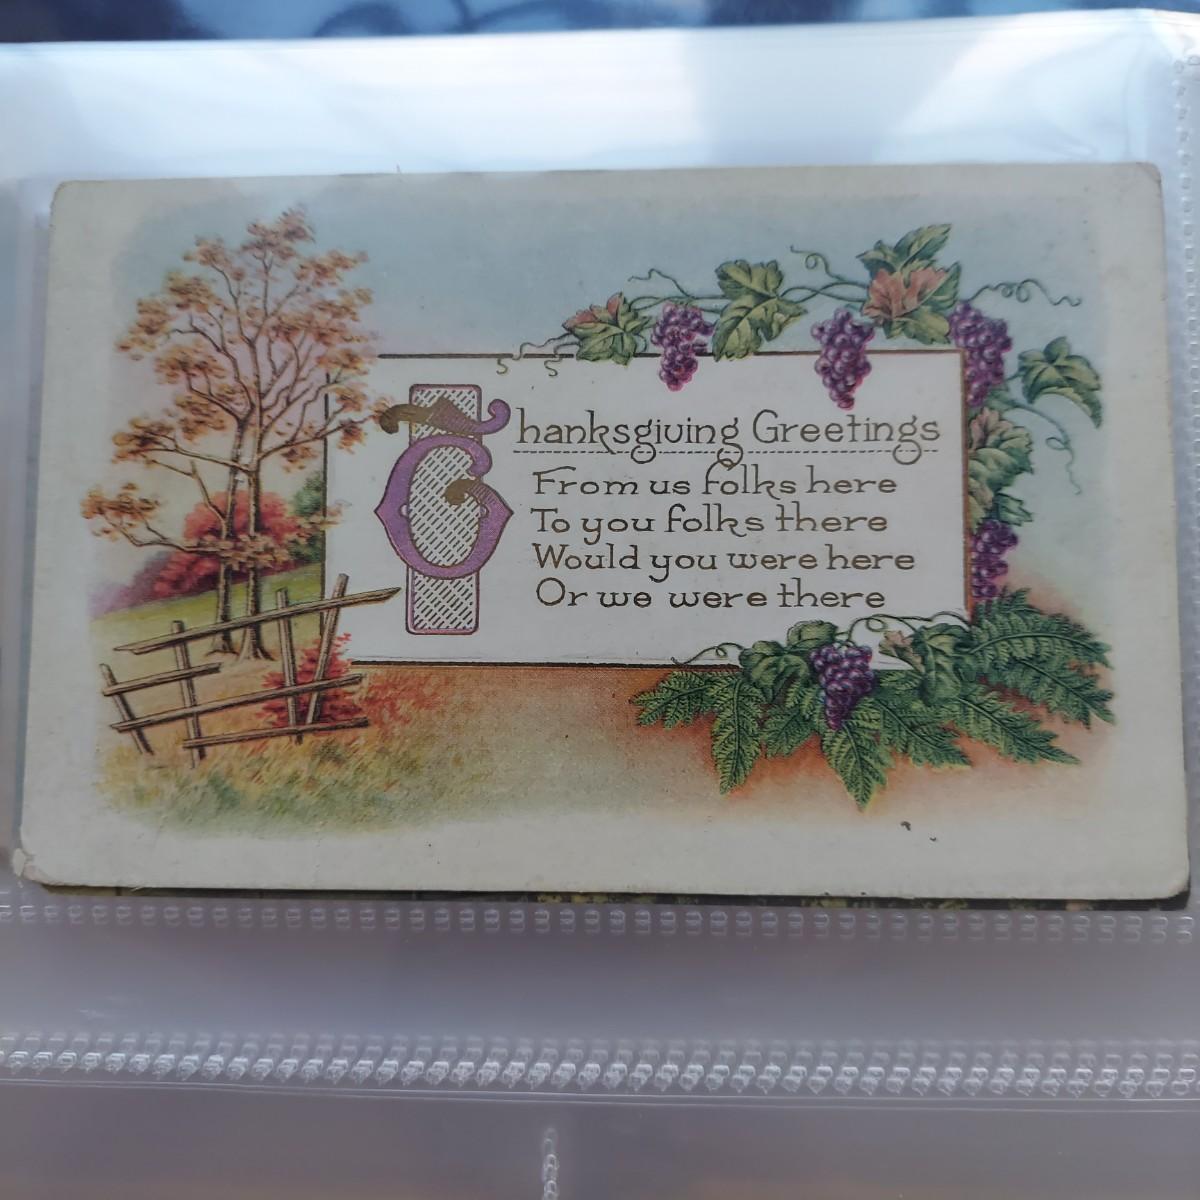 Thanksgiving Greetings
From us folks here
To you folks there
Would you were here
Or we were there